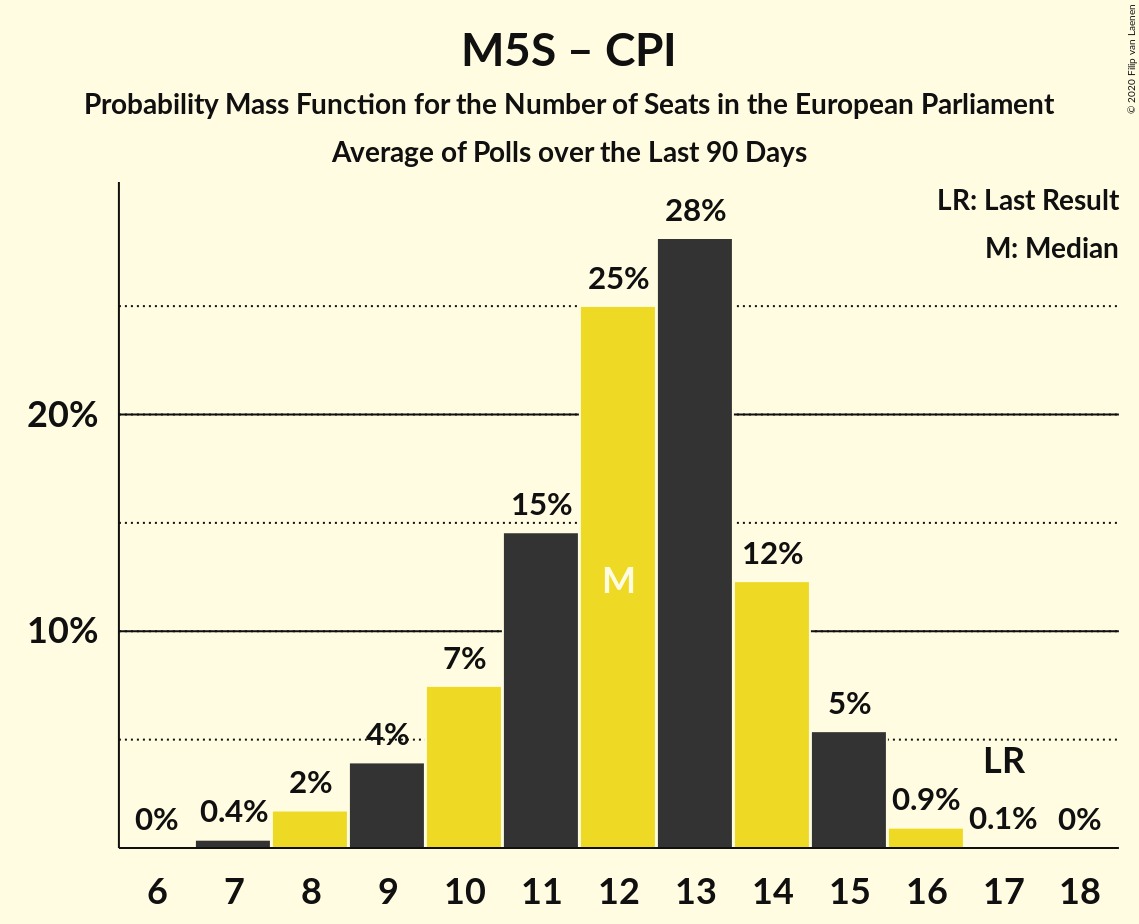 M5S – CPI
Probability Mass Function for the Number of Seats in the European Parliament
Average of Polls over the Last 90 Days
© 2020 Filip van Laenen
LR: Last Result
M: Median
28%
25%
20%
15%
12%
M
10%
7%
5%
4%
LR
2%
0% 0.4% 0.9% 0.1% 0%
6 7 8 9 10 11 12 13 14 15 16 17 18